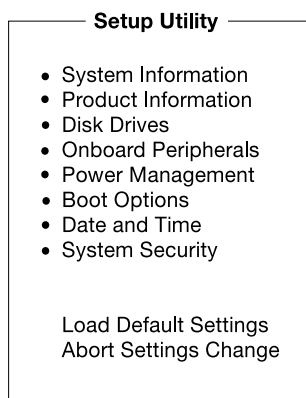 Setup Utility
• System Information
• Product Information
• Disk Drives
• Onboard Peripherals
• Power Management
• Boot Options
• Date and Time
• System Security
Load Default Settings
Abort Settings Change